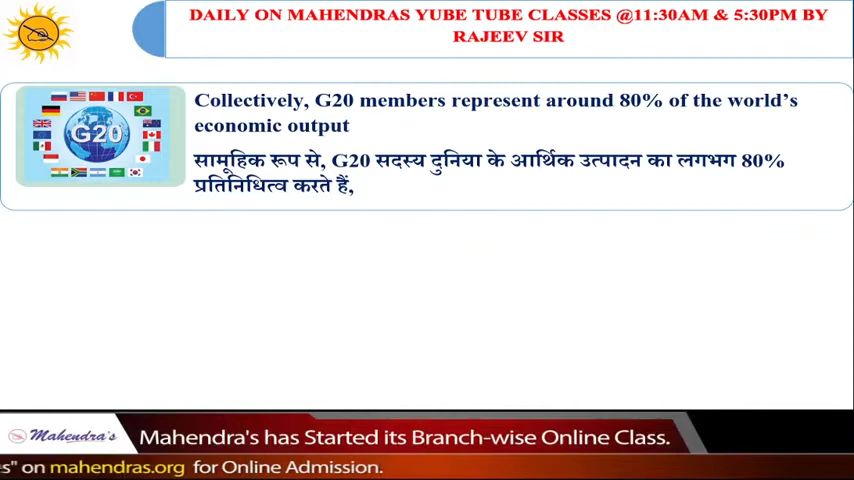 DAILY ON MAHENDRAS YUBE TUBE CLASSES @11:30AM & 5:30PM BY
RAJEEV SIR
G20
Collectively, G20 members represent around 80% of the world's
economic output
सामूहिक रूप से, G20 सदस्य दुनिया के आर्थिक उत्पादन का लगभग 80%
प्रतिनिधित्व करते हैं,
Mahendra's
Mahendra's has Started its Branch-wise Online Class.
es" on mahendras.org for Online Admission.